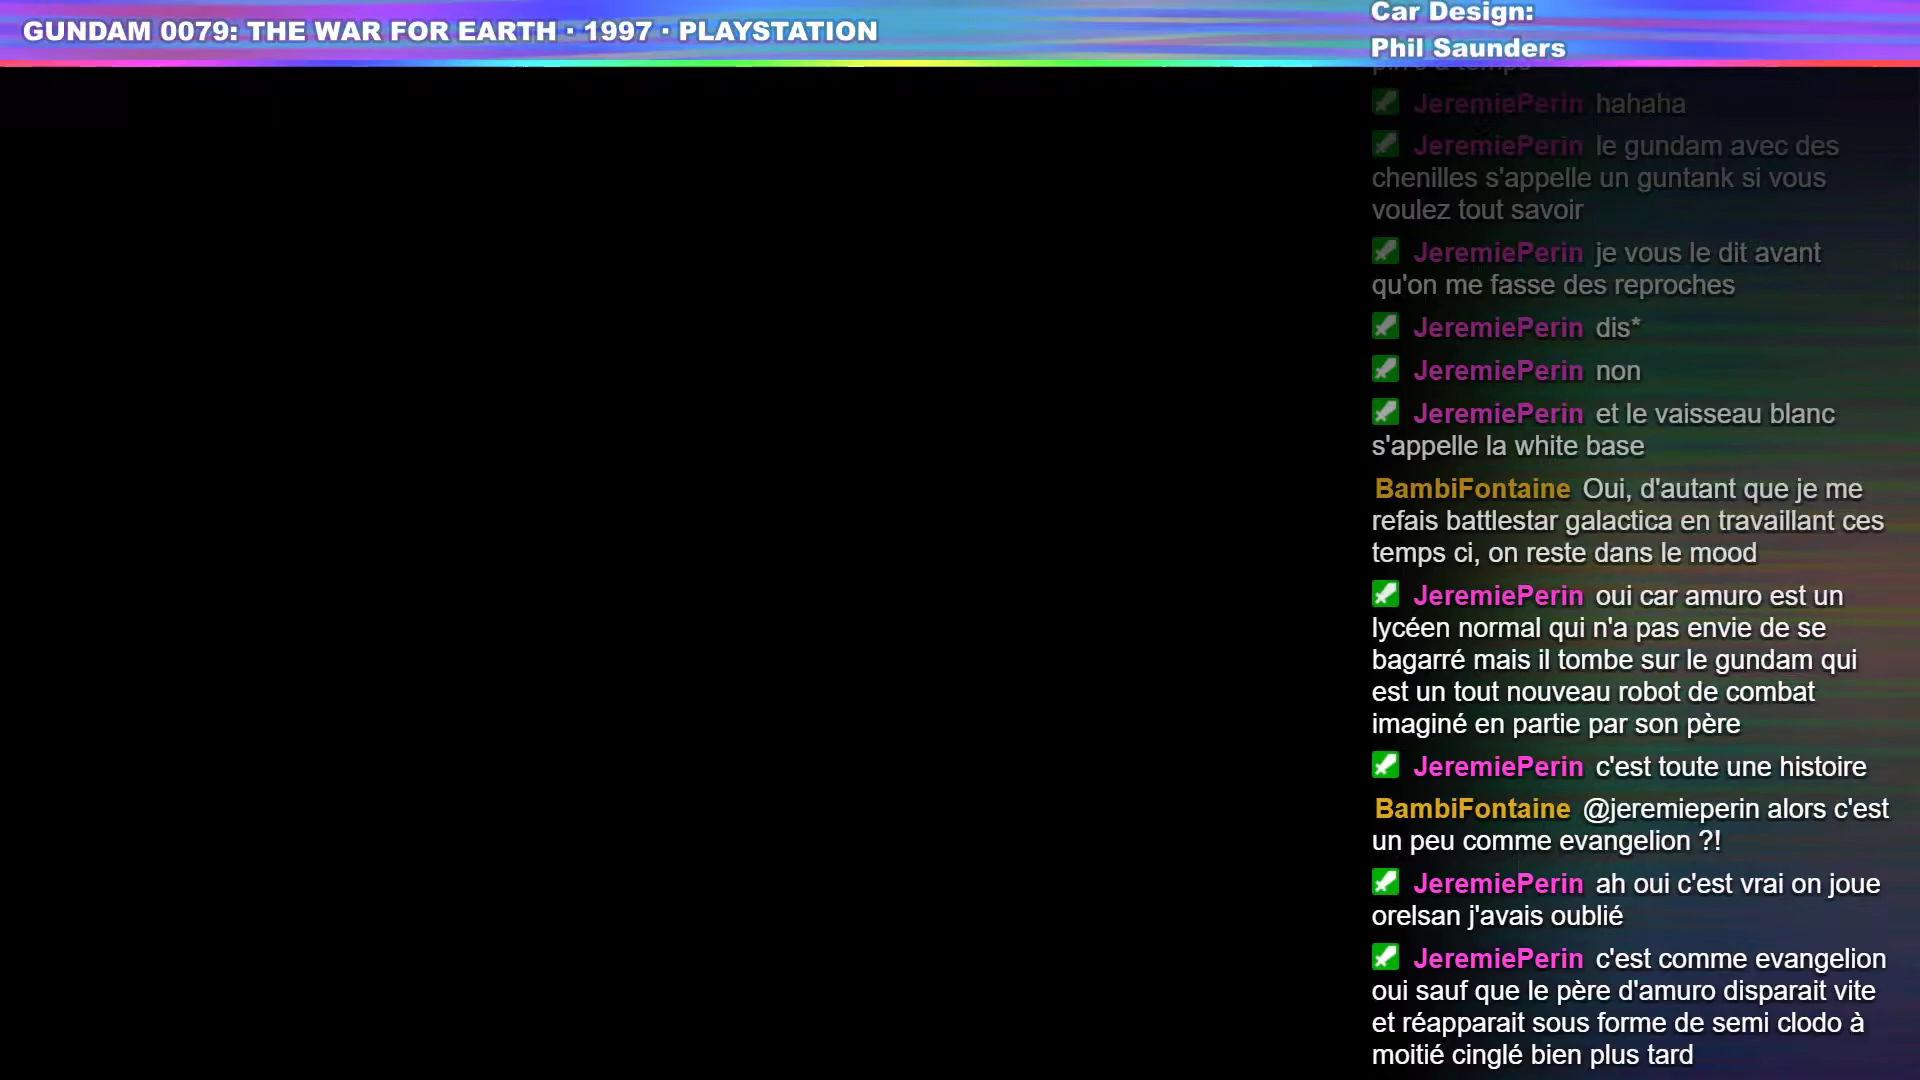 GUNDAM 0079: THE WAR FOR EARTH · 1997 · PLAYSTATION
Car Design:
Phil Saunders
JeremiePerin hahaha
JeremiePerin le gundam avec des
chenilles s'appelle un guntank si vous
voulez tout savoir
JeremiePerin je vous le dit avant
qu'on me fasse des reproches
JeremiePerin dis*
JeremiePerin non
JeremiePerin et le vaisseau blanc
s'appelle la white base
BambiFontaine Oui, d'autant que je me
refais battlestar galactica en travaillant ces
temps ci, on reste dans le mood
JeremiePerin oui car amuro est un
lycéen normal qui n'a pas envie de se
bagarré mais il tombe sur le gundam qui
est un tout nouveau robot de combat
imaginé en partie par son père
JeremiePerin c'est toute une histoire
BambiFontaine @jeremieperin alors c'est
un peu comme evangelion ?!
JeremiePerin ah oui c'est vrai on joue
orelsan j'avais oublié
JeremiePerin c'est comme evangelion
oui sauf que le père d'amuro disparait vite
et réapparait sous forme de semi clodo à
moitié cinglé bien plus tard